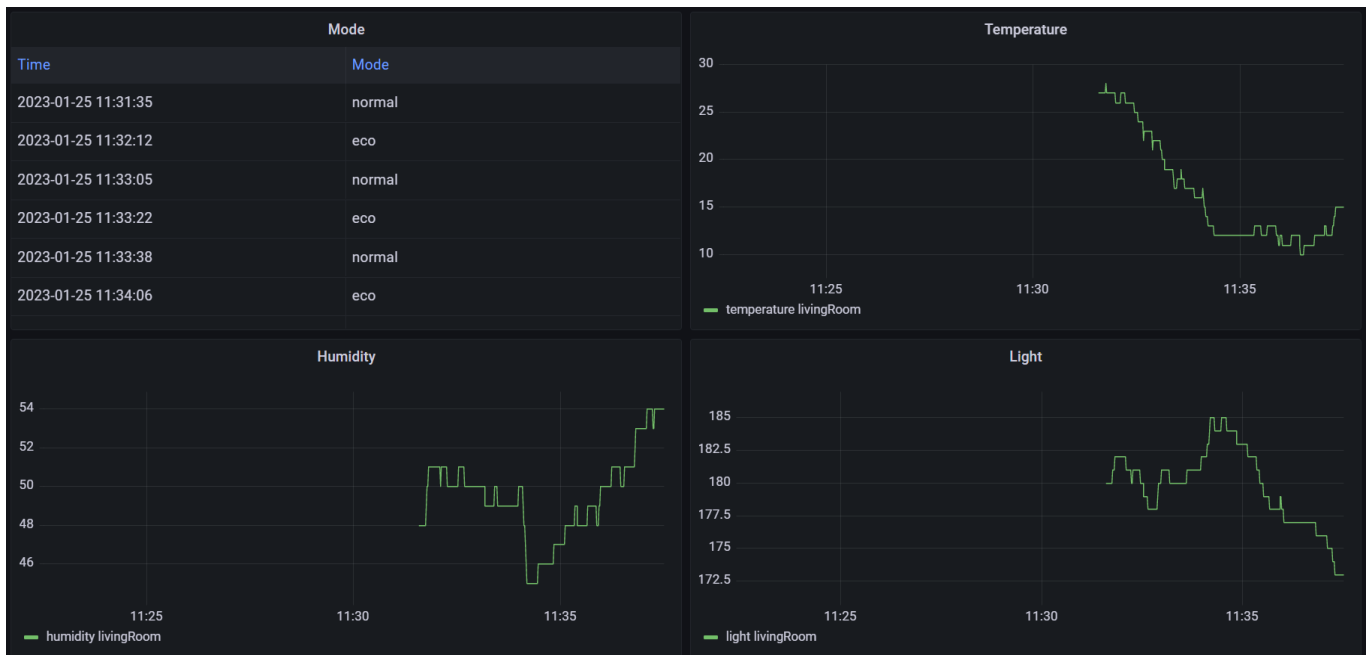 Mode
Time Mode
2023-01-25 11:31:35 normal
2023-01-25 11:32:12 eco
2023-01-25 11:33:05 normal
2023-01-25 11:33:22 eco
2023-01-25 11:33:38 normal
2023-01-25 11:34:06 eco
Temperature
30
25
20
15
10
11:25 11:30 11:35
temperature livingRoom
Humidity
54
52
50
48
46
11:25 11:30 11:35
humidity livingRoom
Light
185
182.5
180
177.5
175
172.5
11:25 11:30 11:35
light livingRoom